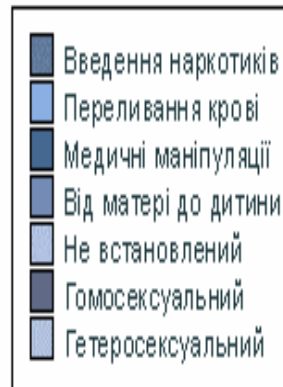 Введення наркотиків
Переливання крові
Медичні маніпуляції
Від матері до дитини
Не встановлений
Гомосексуальний
Гетеросексуальний